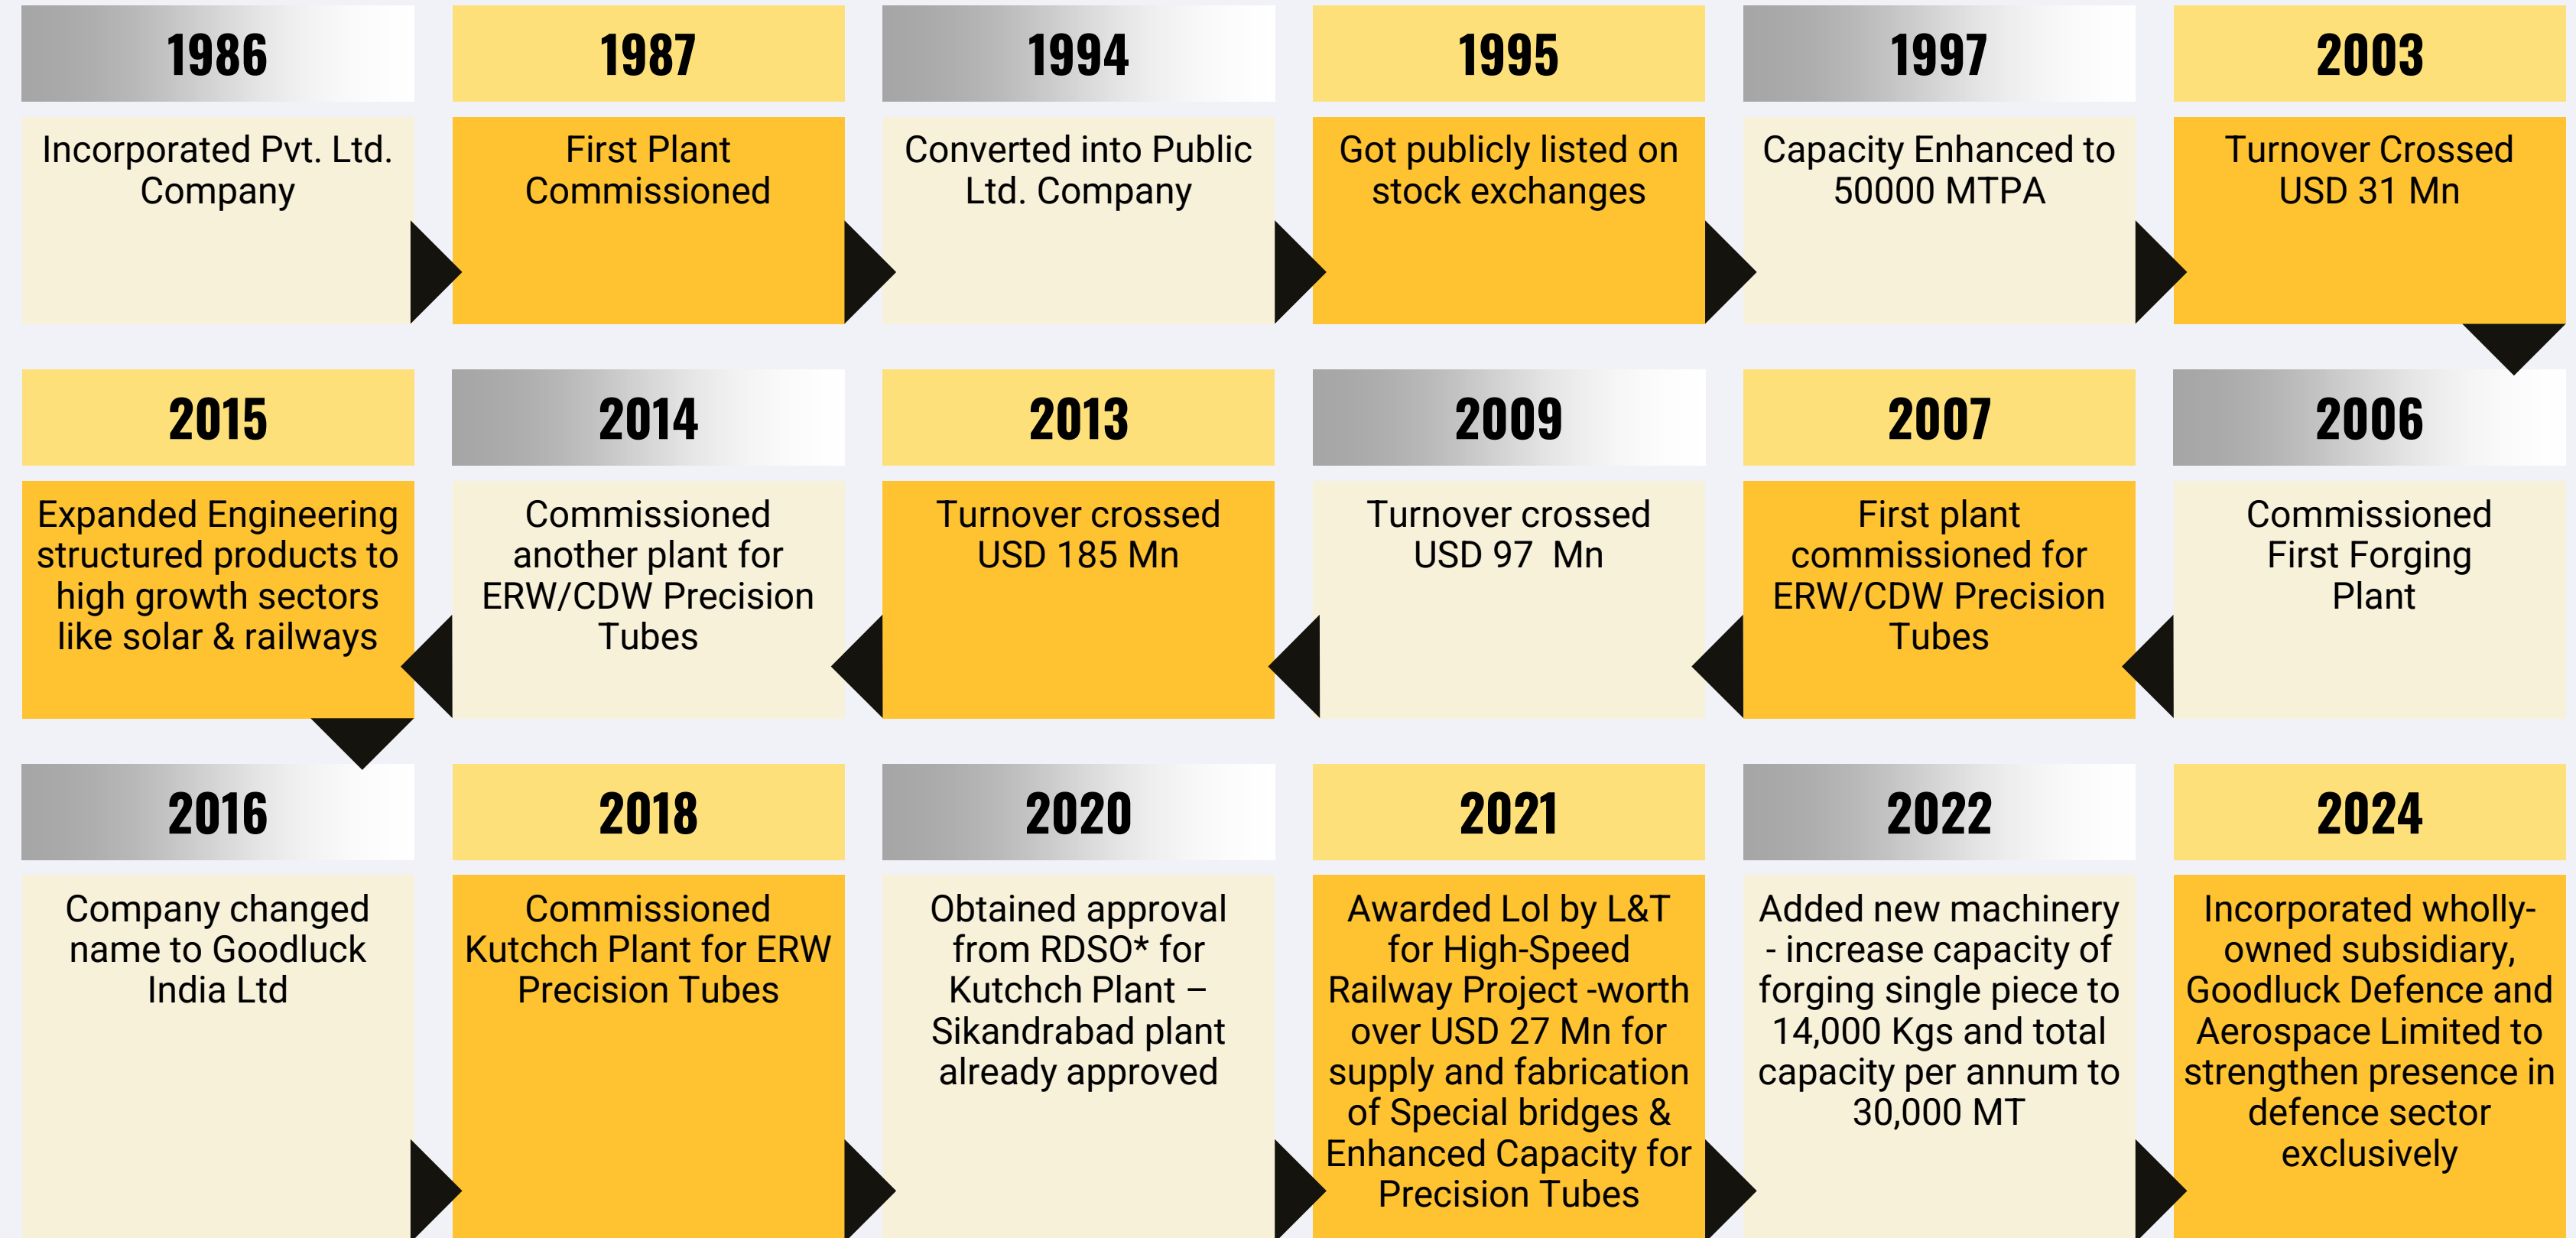 1986
Incorporated Pvt. Ltd.
Company
1987
First Plant
Commissioned
1994
Converted into Public
Ltd. Company
1995
Got publicly listed on
stock exchanges
1997
Capacity Enhanced to
50000 MTPA
2003
Turnover Crossed
USD 31 Mn
2006
Commissioned
First Forging
Plant
2007
First plant
commissioned for
ERW/CDW Precision
Tubes
2009
Turnover crossed
USD 97 Mn
2013
Turnover crossed
USD 185 Mn
2014
Commissioned
another plant for
ERW/CDW Precision
Tubes
2015
Expanded Engineering
structured products to
high growth sectors
like solar & railways
2016
Company changed
name to Goodluck
India Ltd
2018
Commissioned
Kutchch Plant for ERW
Precision Tubes
2020
Obtained approval
from RDSO* for
Kutchch Plant –
Sikandrabad plant
already approved
2021
Awarded LoI by L&T
for High-Speed
Railway Project -worth
over USD 27 Mn for
supply and fabrication
of Special bridges &
Enhanced Capacity for
Precision Tubes
2022
Added new machinery
- increase capacity of
forging single piece to
14,000 Kgs and total
capacity per annum to
30,000 MT
2024
Incorporated wholly-
owned subsidiary,
Goodluck Defence and
Aerospace Limited to
strengthen presence in
defence sector
exclusively